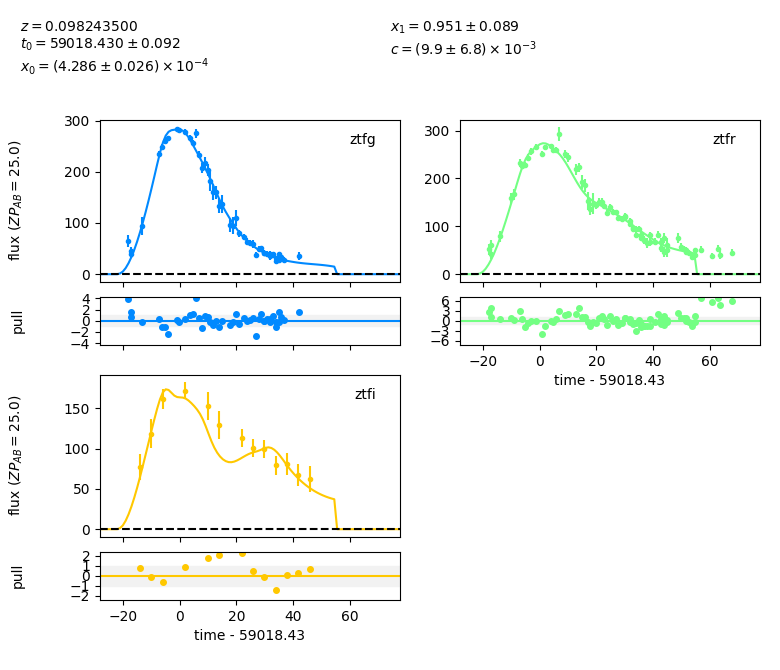 z = 0.098243500
t₀ = 59018.430 ± 0.092
x₀ = (4.286 ± 0.026) × 10⁻⁴
x₁ = 0.951 ± 0.089
c = (9.9 ± 6.8) × 10⁻³
flux (ZP_AB = 25.0)
300
200
100
0
ztfg
300
200
100
0
ztfr
pull
4
2
0
−2
−4
6
3
0
−3
−6
−20 0 20 40 60
time - 59018.43
flux (ZP_AB = 25.0)
150
100
50
0
ztfi
pull
2
1
0
−1
−2
−20 0 20 40 60
time - 59018.43